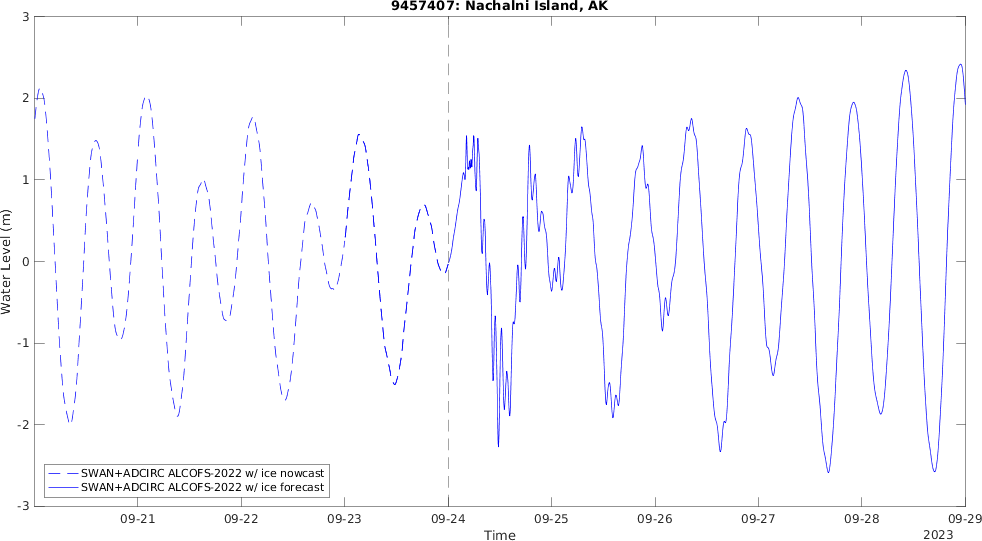 9457407: Nachalni Island, AK
3
2
1
0
-1
-2
-3
Water Level (m)
SWAN+ADCIRC ALCOFS-2022 w/ ice nowcast
SWAN+ADCIRC ALCOFS-2022 w/ ice forecast
09-21 09-22 09-23 09-24 09-25 09-26 09-27 09-28 09-29
Time 2023